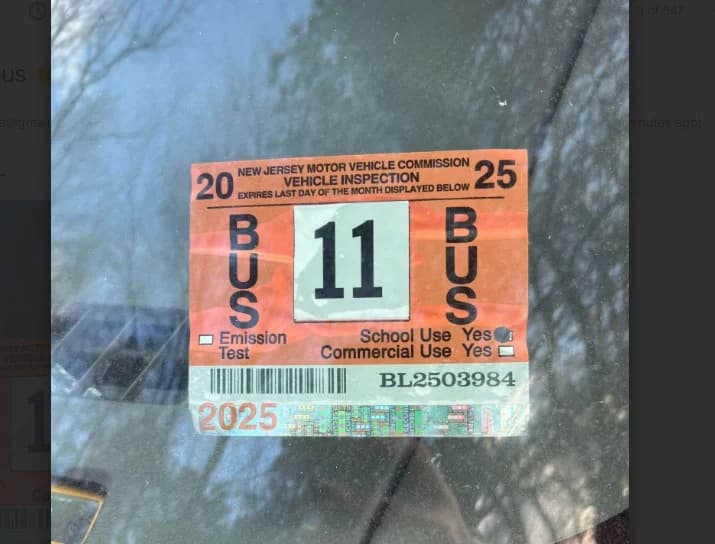 20 NEW JERSEY MOTOR VEHICLE COMMISSION 25
VEHICLE INSPECTION
EXPIRES LAST DAY OF THE MONTH DISPLAYED BELOW
BUS 11 BUS
Emission School Use Yes
Test Commercial Use Yes
BL2503984
2025